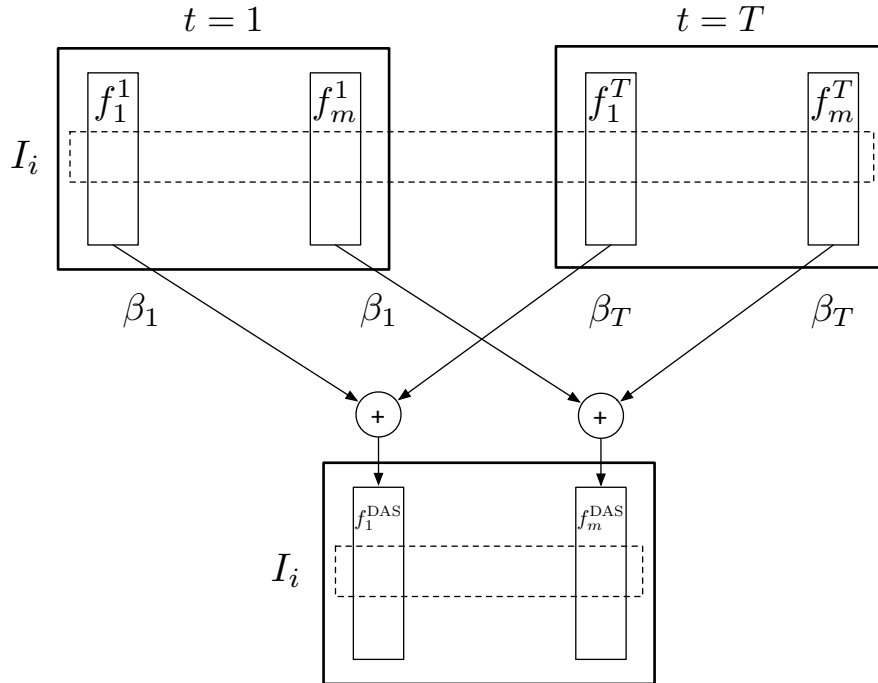 t = 1 t = T
f_1^1 f_m^1 f_1^T f_m^T
I_i
β_1 β_1 β_T β_T
+ +
f_1^DAS f_m^DAS
I_i